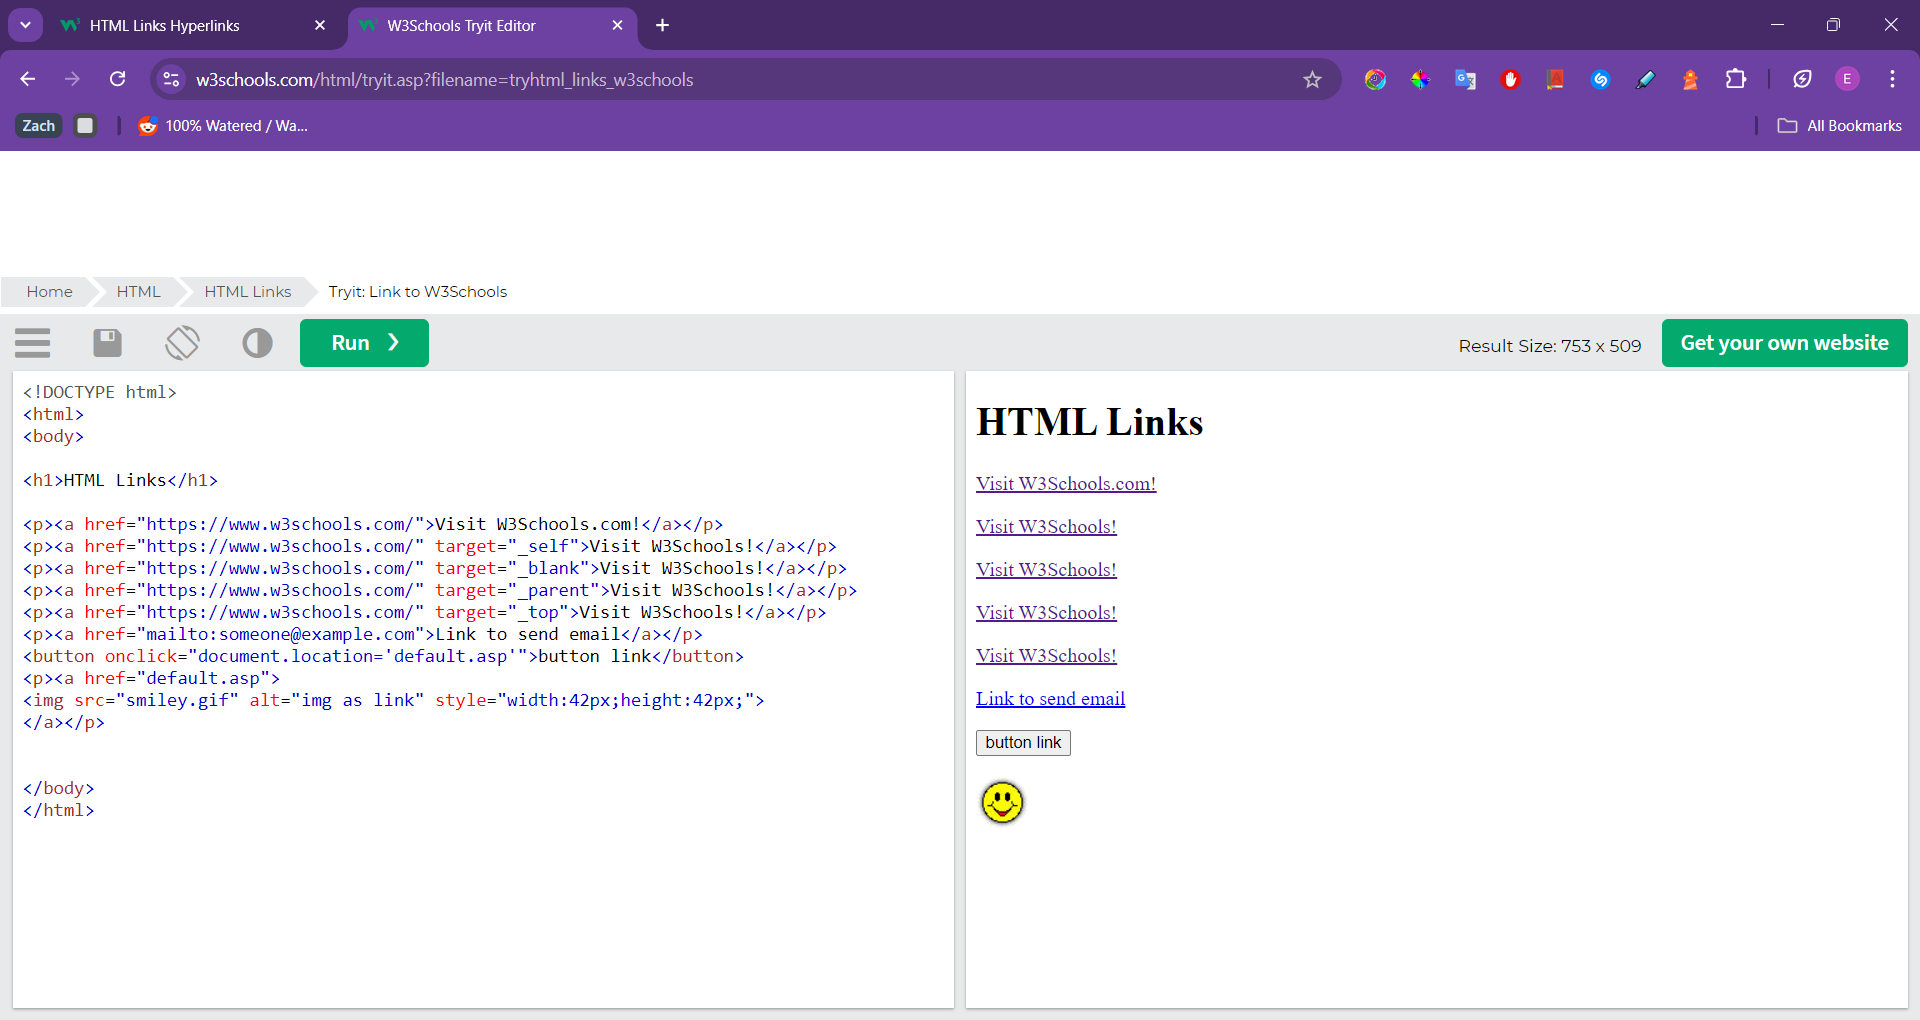 HTML Links Hyperlinks
W3Schools Tryit Editor
w3schools.com/html/tryit.asp?filename=tryhtml_links_w3schools
E
Zach
100% Watered / Wa...
All Bookmarks
Home
HTML
HTML Links
Tryit: Link to W3Schools
Run ❯
Result Size: 753 x 509
Get your own website
<!DOCTYPE html>
<html>
<body>
<h1>HTML Links</h1>
<p><a href="https://www.w3schools.com/">Visit W3Schools.com!</a></p>
<p><a href="https://www.w3schools.com/" target="_self">Visit W3Schools!</a></p>
<p><a href="https://www.w3schools.com/" target="_blank">Visit W3Schools!</a></p>
<p><a href="https://www.w3schools.com/" target="_parent">Visit W3Schools!</a></p>
<p><a href="https://www.w3schools.com/" target="_top">Visit W3Schools!</a></p>
<p><a href="mailto:someone@example.com">Link to send email</a></p>
<button onclick="document.location='default.asp'">button link</button>
<p><a href="default.asp">
<img src="smiley.gif" alt="img as link" style="width:42px;height:42px;">
</a></p>
</body>
</html>
HTML Links
Visit W3Schools.com!
Visit W3Schools!
Visit W3Schools!
Visit W3Schools!
Visit W3Schools!
Link to send email
button link